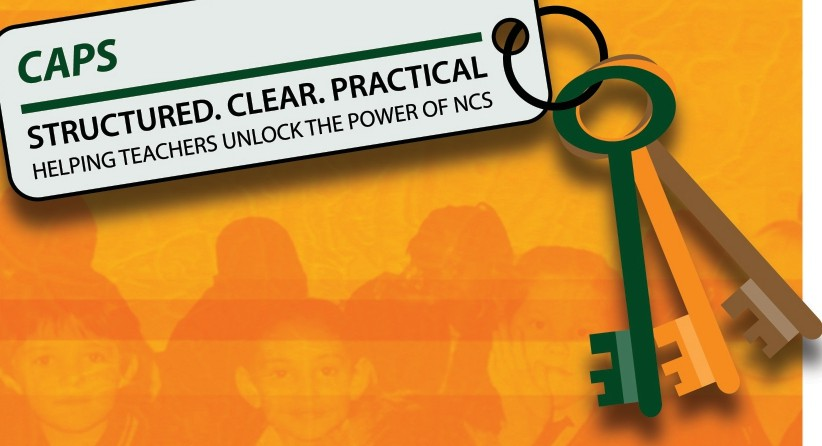 CAPS
STRUCTURED. CLEAR. PRACTICAL
HELPING TEACHERS UNLOCK THE POWER OF NCS